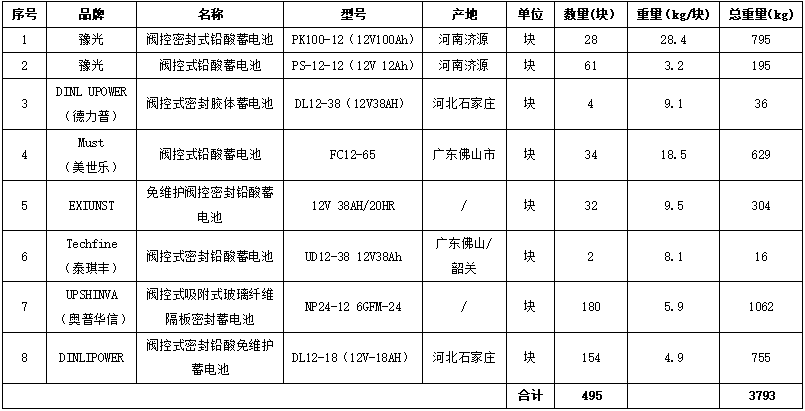 序号 品牌 名称 型号 产地 单位 数量(块) 重量(kg/块) 总重量(kg)
1 豫光 阀控密封式铅酸蓄电池 PK100-12（12V100Ah） 河南济源 块 28 28.4 795
2 豫光 阀控式铅酸蓄电池 PS-12-12（12V 12Ah） 河南济源 块 61 3.2 195
3 DINL UPOWER
（德力普） 阀控式密封胶体蓄电池 DL12-38（12V38AH） 河北石家庄 块 4 9.1 36
4 Must
（美世乐） 阀控式铅酸蓄电池 FC12-65 广东佛山市 块 34 18.5 629
5 EXIUNST 免维护阀控密封铅酸蓄
电池 12V 38AH/20HR / 块 32 9.5 304
6 Techfine
（泰琪丰） 阀控式密封铅酸蓄电池 UD12-38 12V38Ah 广东佛山/
韶关 块 2 8.1 16
7 UPSHINVA
（奥普华信） 阀控式吸附式玻璃纤维
隔板密封蓄电池 NP24-12 6GFM-24 / 块 180 5.9 1062
8 DINLIPOWER 阀控式密封铅酸免维护
蓄电池 DL12-18（12V-18AH） 河北石家庄 块 154 4.9 755
合计 495 3793